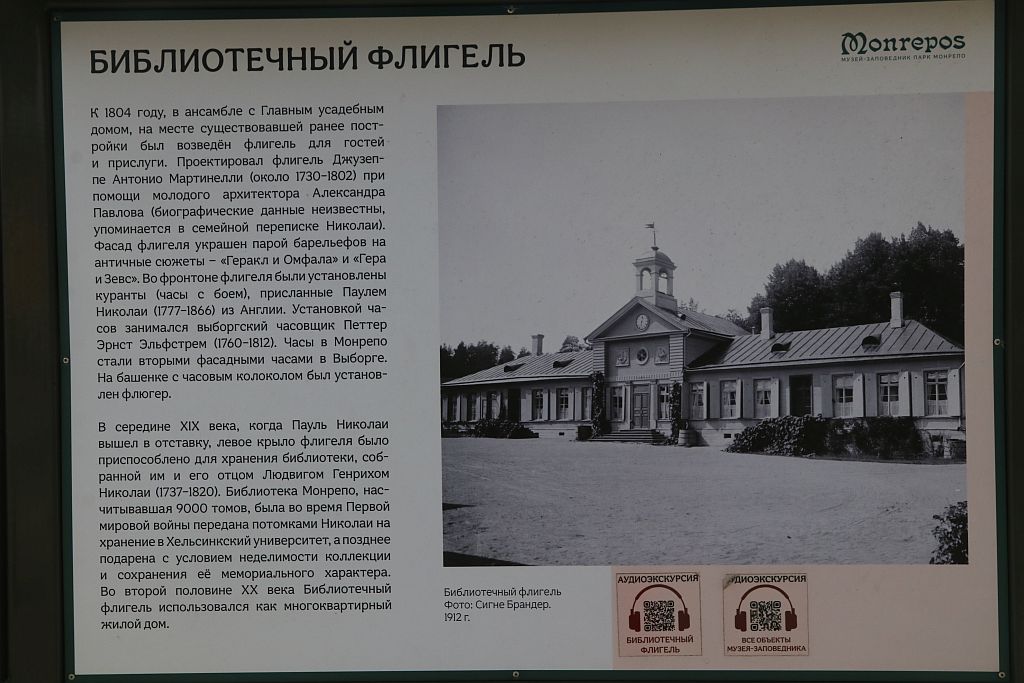 БИБЛИОТЕЧНЫЙ ФЛИГЕЛЬ
Monrepos
МУЗЕЙ-ЗАПОВЕДНИК ПАРК МОНРЕПО
К 1804 году, в ансамбле с Главным усадебным
домом, на месте существовавшей ранее пост-
ройки был возведён флигель для гостей
и прислуги. Проектировал флигель Джузеп-
пе Антонио Мартинелли (около 1730–1802) при
помощи молодого архитектора Александра
Павлова (биографические данные неизвестны,
упоминается в семейной переписке Николаи).
Фасад флигеля украшен парой барельефов на
античные сюжеты – «Геракл и Омфала» и «Гера
и Зевс». Во фронтоне флигеля были установлены
куранты (часы с боем), присланные Паулем
Николаи (1777–1866) из Англии. Установкой ча-
сов занимался выборгский часовщик Петтер
Эрнст Эльфстрем (1760–1812). Часы в Монрепо
стали вторыми фасадными часами в Выборге.
На башенке с часовым колоколом был установ-
лен флюгер.
В середине XIX века, когда Пауль Николаи
вышел в отставку, левое крыло флигеля было
приспособлено для хранения библиотеки, соб-
ранной им и его отцом Людвигом Генрихом
Николаи (1737–1820). Библиотека Монрепо, нас-
читывавшая 9000 томов, была во время Первой
мировой войны передана потомками Николаи на
хранение в Хельсинкский университет, а позднее
подарена с условием неделимости коллекции
и сохранения её мемориального характера.
Во второй половине XX века Библиотечный
флигель использовался как многоквартирный
жилой дом.
Библиотечный флигель
Фото: Сигне Брандер.
1912 г.
АУДИОЭКСКУРСИЯ
БИБЛИОТЕЧНЫЙ
ФЛИГЕЛЬ
АУДИОЭКСКУРСИЯ
ВСЕ ОБЪЕКТЫ
МУЗЕЯ-ЗАПОВЕДНИКА